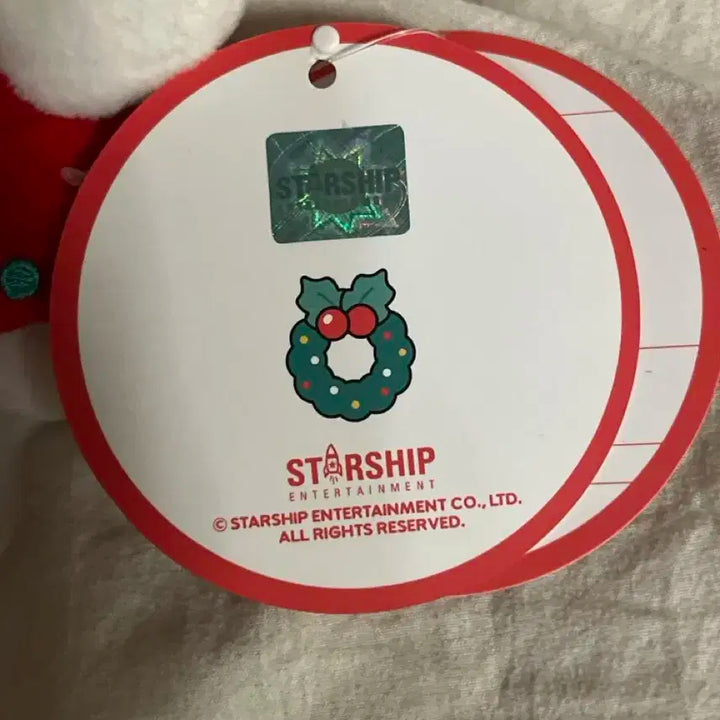 STARSHIP
STARSHIP
ENTERTAINMENT
© STARSHIP ENTERTAINMENT CO., LTD.
ALL RIGHTS RESERVED.